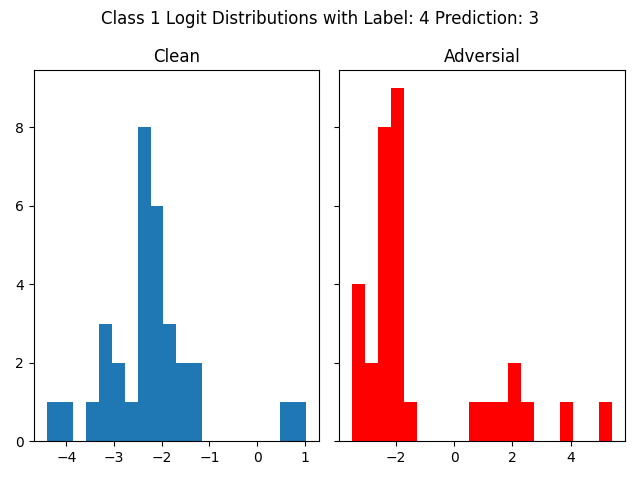 Class 1 Logit Distributions with Label: 4 Prediction: 3
Clean
Adversial
8
6
4
2
0
−4 −3 −2 −1 0 1
−2 0 2 4